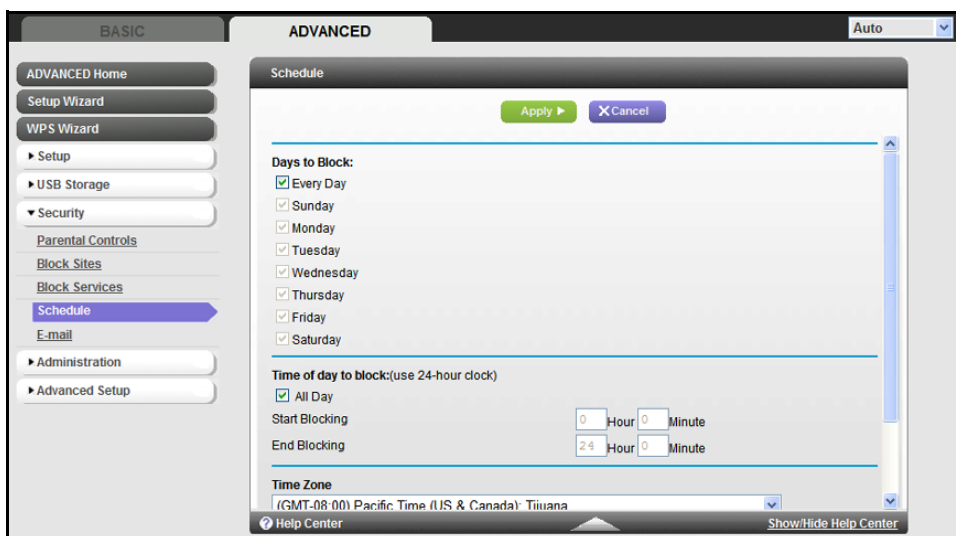 BASIC
ADVANCED
Auto
ADVANCED Home
Setup Wizard
WPS Wizard
Setup
USB Storage
Security
Parental Controls
Block Sites
Block Services
Schedule
E-mail
Administration
Advanced Setup
Schedule
Apply
Cancel
Days to Block:
Every Day
Sunday
Monday
Tuesday
Wednesday
Thursday
Friday
Saturday
Time of day to block:(use 24-hour clock)
All Day
Start Blocking 0 Hour 0 Minute
End Blocking 24 Hour 0 Minute
Time Zone
(GMT-08:00) Pacific Time (US & Canada); Tijuana
Help Center
Show/Hide Help Center